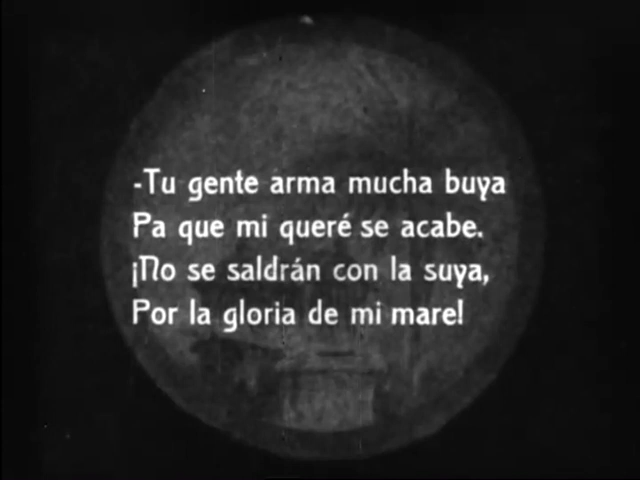 -Tu gente arma mucha buya
Pa que mi queré se acabe.
¡No se saldrán con la suya,
Por la gloria de mi mare!